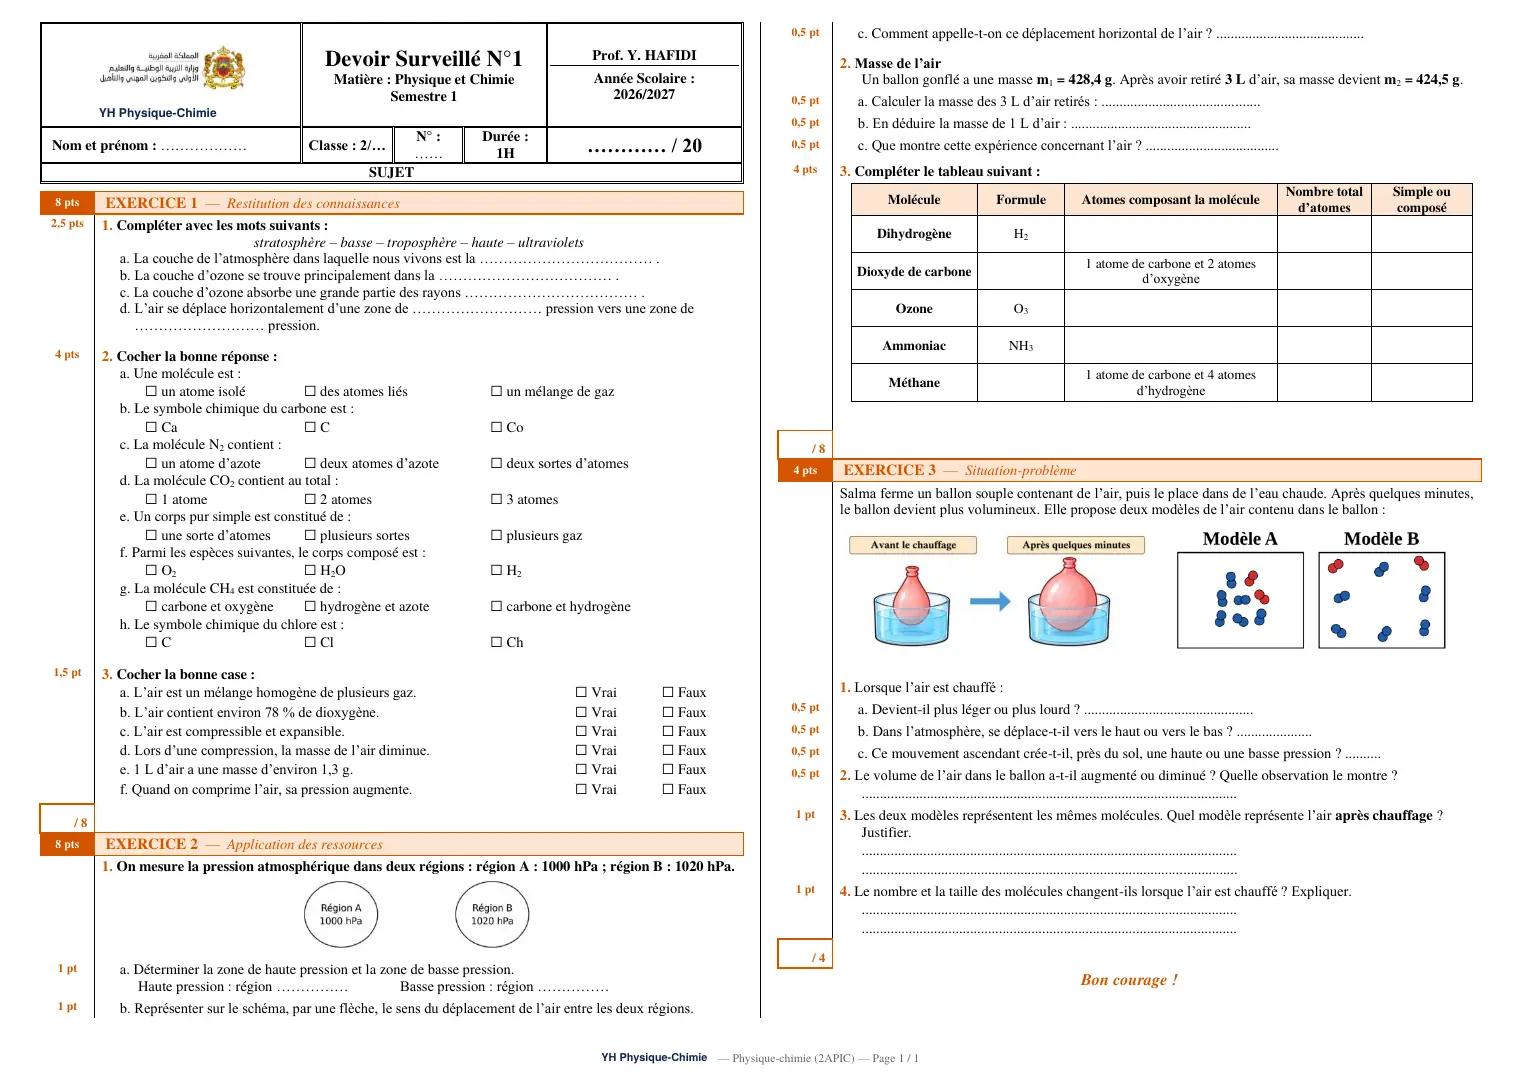 المملكة المغربية
وزارة التربية الوطنية والتعليم
الأولي والتكوين المهني والتأهيل
YH Physique-Chimie
Devoir Surveillé N°1
Matière : Physique et Chimie
Semestre 1
Prof. Y. HAFIDI
Année Scolaire :
2026/2027
Nom et prénom : ………………
Classe : 2/…
N° :
……
Durée :
1H
………… / 20
SUJET
8 pts EXERCICE 1 — Restitution des connaissances
2,5 pts 1. Compléter avec les mots suivants :
stratosphère – basse – troposphère – haute – ultraviolets
a. La couche de l’atmosphère dans laquelle nous vivons est la ……………………………… .
b. La couche d’ozone se trouve principalement dans la ……………………………… .
c. La couche d’ozone absorbe une grande partie des rayons ……………………………… .
d. L’air se déplace horizontalement d’une zone de ……………………… pression vers une zone de
……………………… pression.
4 pts 2. Cocher la bonne réponse :
a. Une molécule est :
☐ un atome isolé ☐ des atomes liés ☐ un mélange de gaz
b. Le symbole chimique du carbone est :
☐ Ca ☐ C ☐ Co
c. La molécule N₂ contient :
☐ un atome d’azote ☐ deux atomes d’azote ☐ deux sortes d’atomes
d. La molécule CO₂ contient au total :
☐ 1 atome ☐ 2 atomes ☐ 3 atomes
e. Un corps pur simple est constitué de :
☐ une sorte d’atomes ☐ plusieurs sortes ☐ plusieurs gaz
f. Parmi les espèces suivantes, le corps composé est :
☐ O₂ ☐ H₂O ☐ H₂
g. La molécule CH₄ est constituée de :
☐ carbone et oxygène ☐ hydrogène et azote ☐ carbone et hydrogène
h. Le symbole chimique du chlore est :
☐ C ☐ Cl ☐ Ch
1,5 pt 3. Cocher la bonne case :
a. L’air est un mélange homogène de plusieurs gaz. ☐ Vrai ☐ Faux
b. L’air contient environ 78 % de dioxygène. ☐ Vrai ☐ Faux
c. L’air est compressible et expansible. ☐ Vrai ☐ Faux
d. Lors d’une compression, la masse de l’air diminue. ☐ Vrai ☐ Faux
e. 1 L d’air a une masse d’environ 1,3 g. ☐ Vrai ☐ Faux
f. Quand on comprime l’air, sa pression augmente. ☐ Vrai ☐ Faux
/ 8
8 pts EXERCICE 2 — Application des ressources
1. On mesure la pression atmosphérique dans deux régions : région A : 1000 hPa ; région B : 1020 hPa.
Région A
1000 hPa
Région B
1020 hPa
1 pt a. Déterminer la zone de haute pression et la zone de basse pression.
Haute pression : région …………… Basse pression : région ……………
1 pt b. Représenter sur le schéma, par une flèche, le sens du déplacement de l’air entre les deux régions.
0,5 pt c. Comment appelle-t-on ce déplacement horizontal de l’air ? .........................................
2. Masse de l’air
Un ballon gonflé a une masse m₁ = 428,4 g. Après avoir retiré 3 L d’air, sa masse devient m₂ = 424,5 g.
0,5 pt a. Calculer la masse des 3 L d’air retirés : ............................................
0,5 pt b. En déduire la masse de 1 L d’air : ..................................................
0,5 pt c. Que montre cette expérience concernant l’air ? .....................................
4 pts 3. Compléter le tableau suivant :
Molécule Formule Atomes composant la molécule Nombre total d’atomes Simple ou composé
Dihydrogène H₂
Dioxyde de carbone 1 atome de carbone et 2 atomes d’oxygène
Ozone O₃
Ammoniac NH₃
Méthane 1 atome de carbone et 4 atomes d’hydrogène
/ 8
4 pts EXERCICE 3 — Situation-problème
Salma ferme un ballon souple contenant de l’air, puis le place dans de l’eau chaude. Après quelques minutes,
le ballon devient plus volumineux. Elle propose deux modèles de l’air contenu dans le ballon :
Avant le chauffage
Après quelques minutes
Modèle A
Modèle B
1. Lorsque l’air est chauffé :
0,5 pt a. Devient-il plus léger ou plus lourd ? ...............................................
0,5 pt b. Dans l’atmosphère, se déplace-t-il vers le haut ou vers le bas ? .....................
0,5 pt c. Ce mouvement ascendant crée-t-il, près du sol, une haute ou une basse pression ? ..........
0,5 pt 2. Le volume de l’air dans le ballon a-t-il augmenté ou diminué ? Quelle observation le montre ?
........................................................................................................
1 pt 3. Les deux modèles représentent les mêmes molécules. Quel modèle représente l’air après chauffage ?
Justifier.
........................................................................................................
........................................................................................................
1 pt 4. Le nombre et la taille des molécules changent-ils lorsque l’air est chauffé ? Expliquer.
........................................................................................................
........................................................................................................
/ 4
Bon courage !
YH Physique-Chimie — Physique-chimie (2APIC) — Page 1 / 1